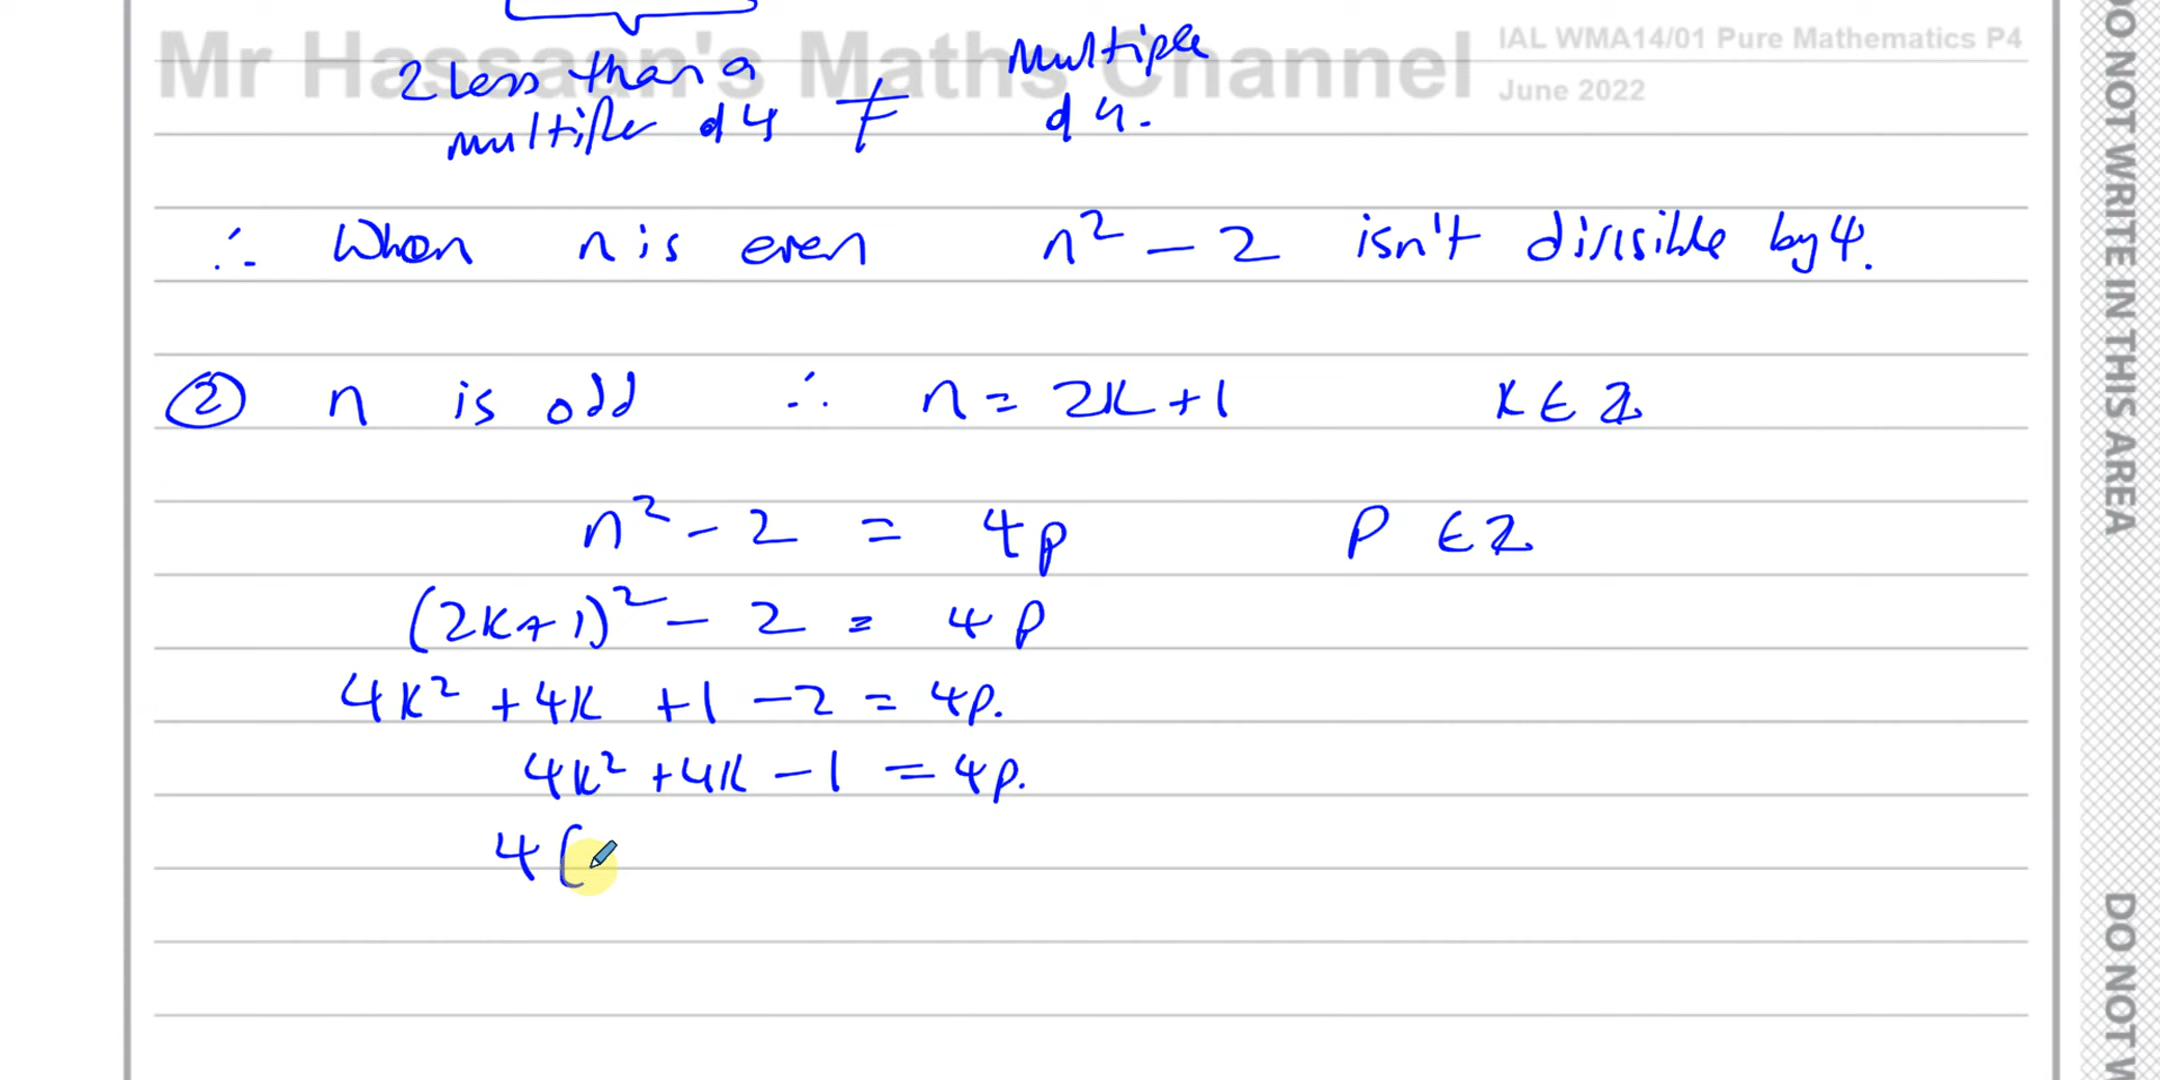 Mr Hassaan's Maths Channel
IAL WMA14/01 Pure Mathematics P4
June 2022
2 less than a multiple
multiple of 4 ≠ of 4.
∴ When n is even n² - 2 isn't divisible by 4.
② n is odd ∴ n = 2k+1 k ∈ ℤ
n² - 2 = 4p p ∈ ℤ
(2k+1)² - 2 = 4p
4k² + 4k + 1 - 2 = 4p.
4k² + 4k - 1 = 4p.
4(
DO NOT WRITE IN THIS AREA
DO NOT W